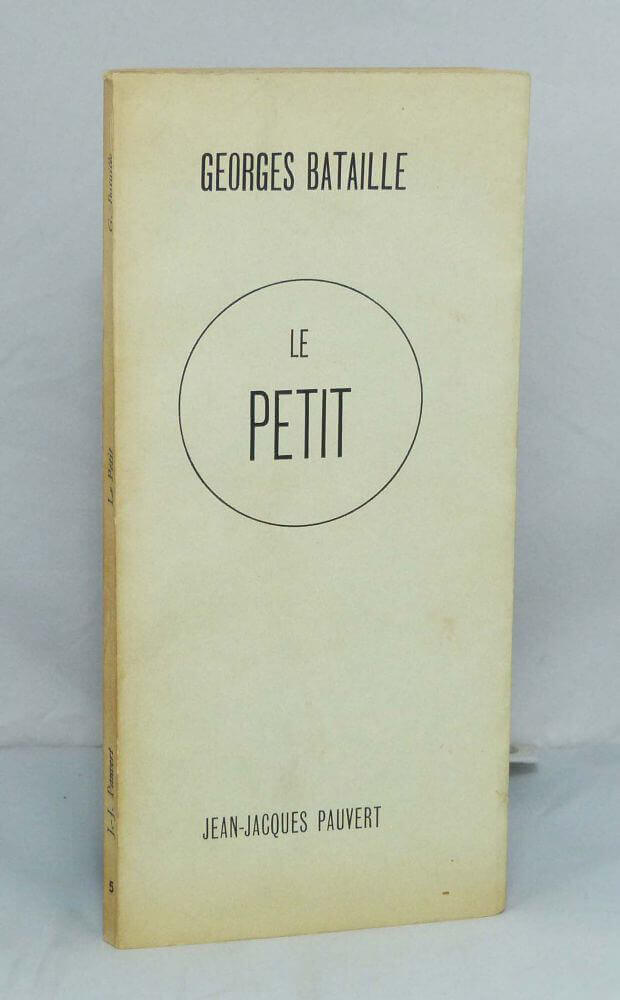 GEORGES BATAILLE
LE
PETIT
JEAN-JACQUES PAUVERT
G. Bataille
Le Petit
J.-J. Pauvert
5